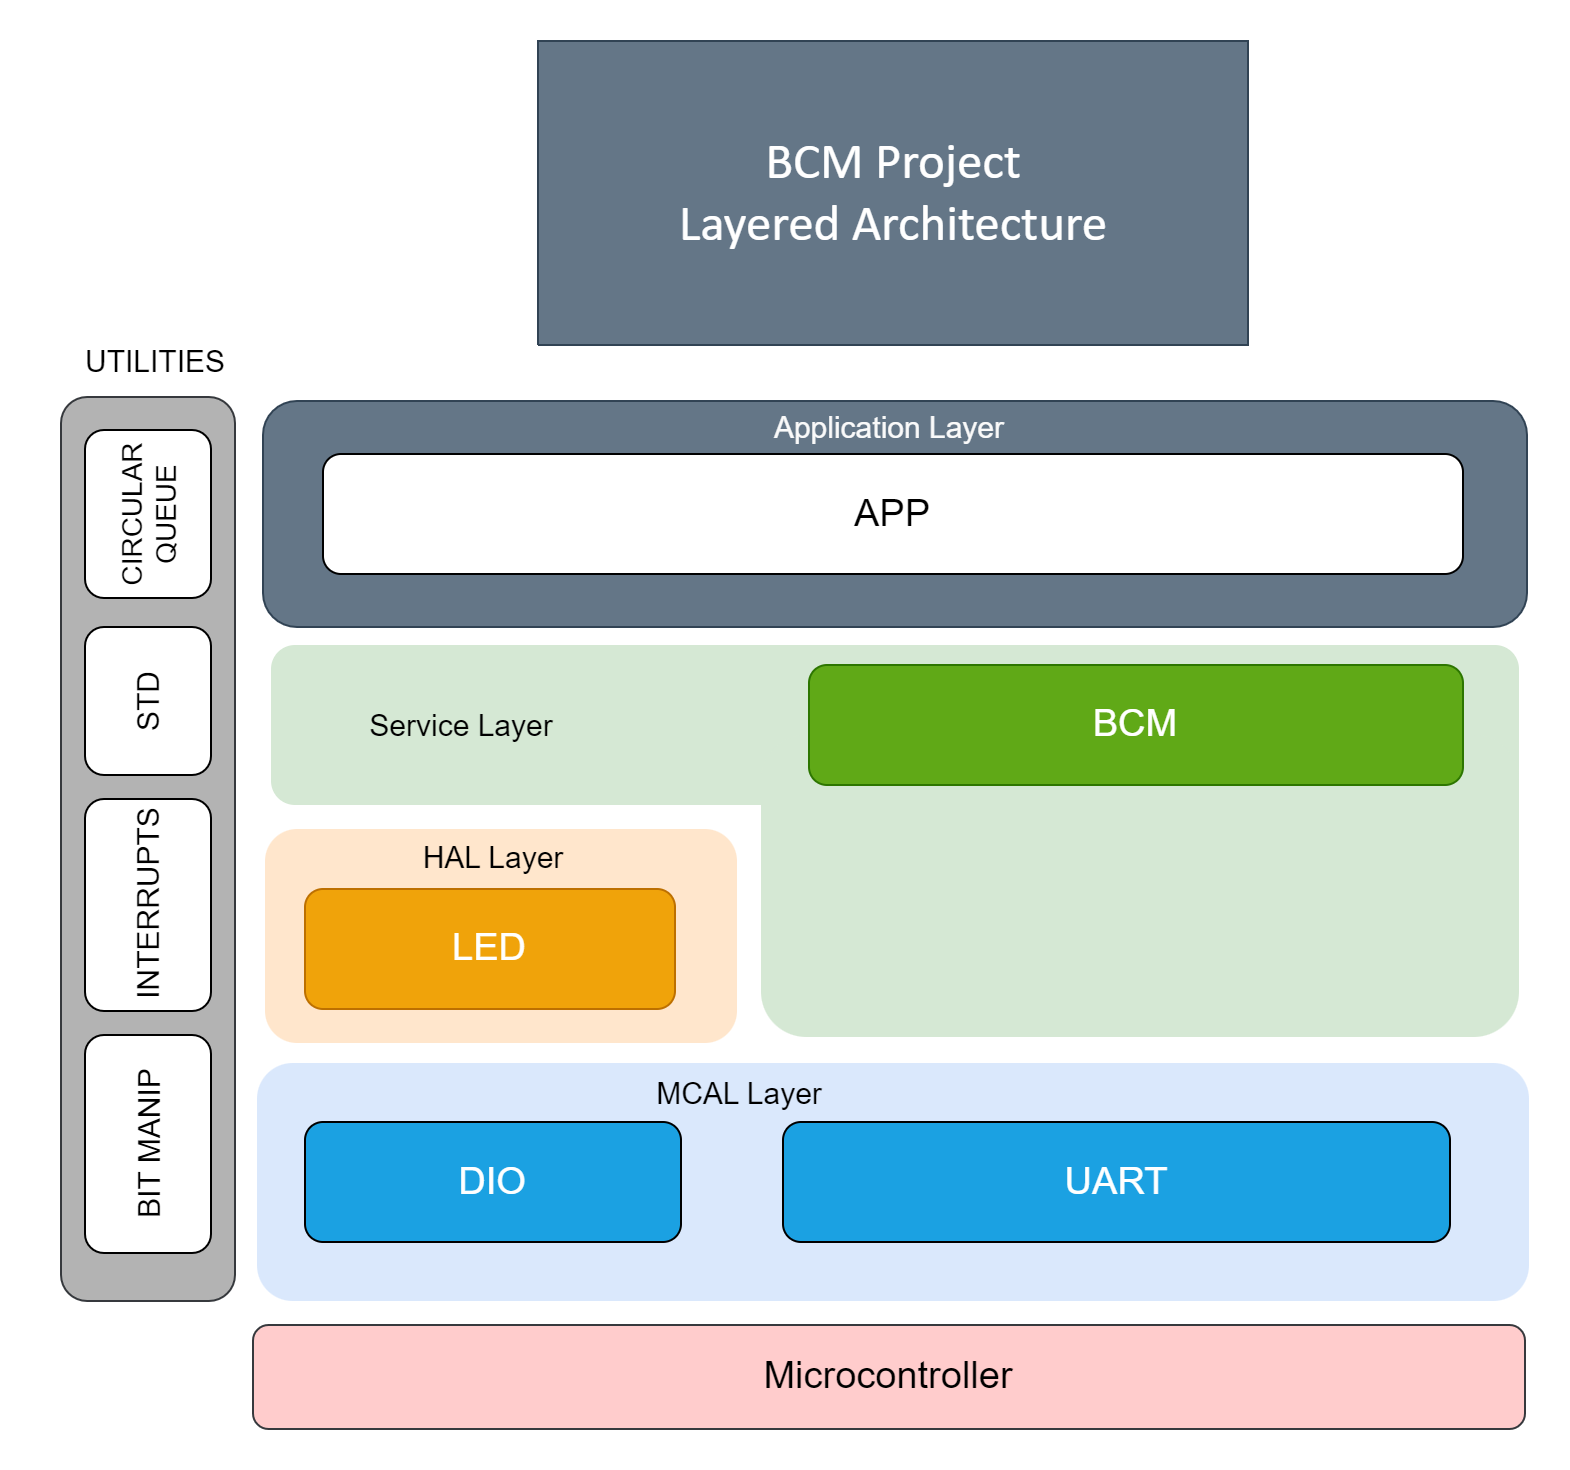 BCM Project
Layered Architecture
UTILITIES
CIRCULAR
QUEUE
STD
INTERRUPTS
BIT MANIP
Application Layer
APP
Service Layer
BCM
HAL Layer
LED
MCAL Layer
DIO
UART
Microcontroller